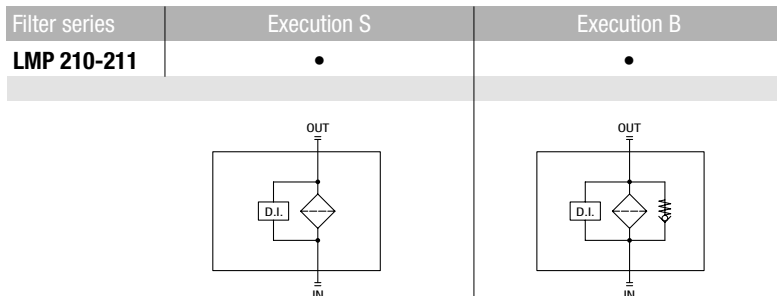 Filter series Execution S Execution B
LMP 210-211 • •
OUT OUT
D.I. D.I.
IN IN